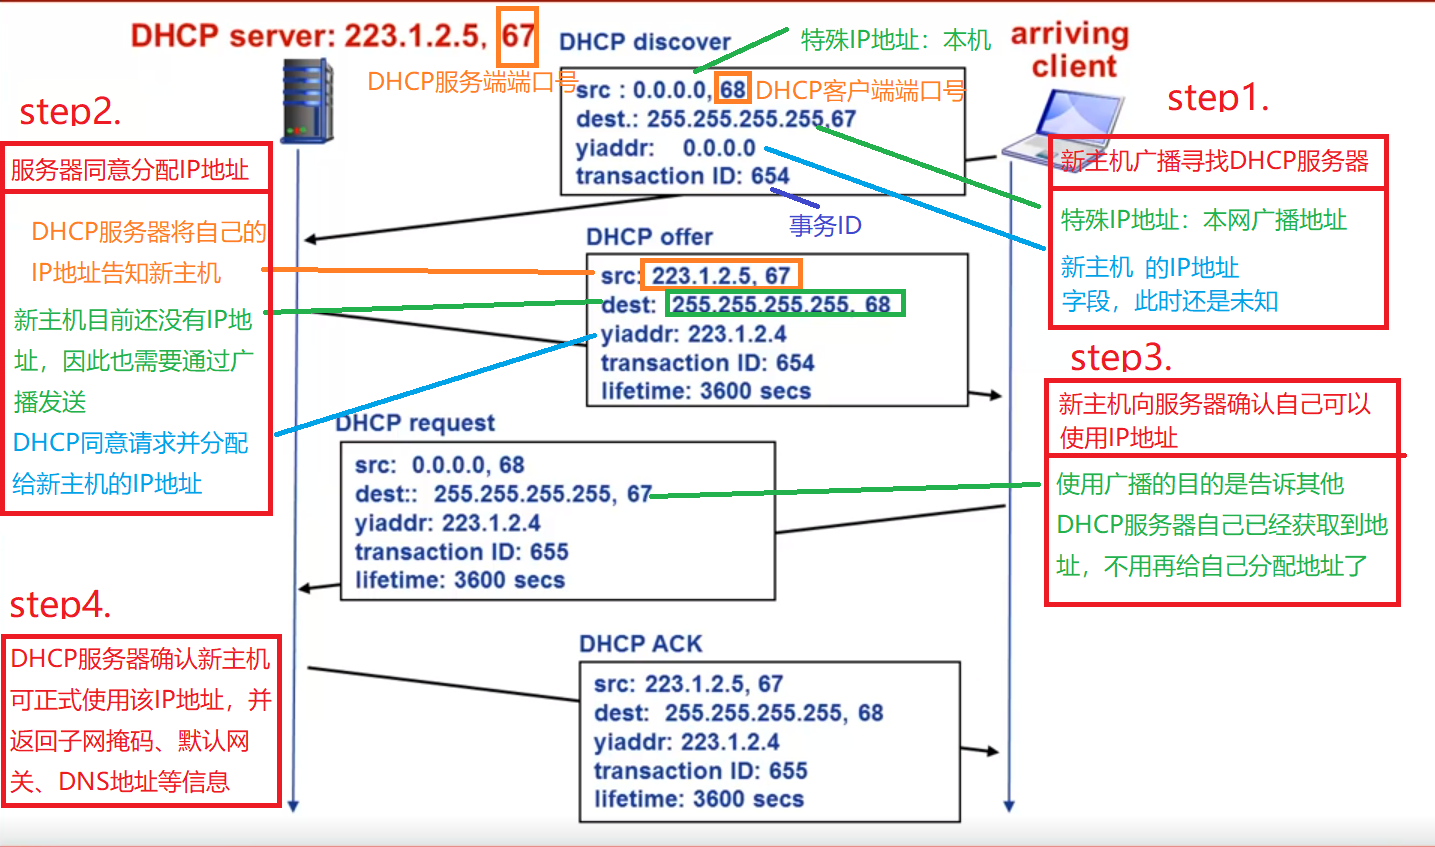 DHCP server: 223.1.2.5, 67
DHCP服务端端口号
DHCP discover
特殊IP地址：本机
arriving
client
src : 0.0.0.0, 68
DHCP客户端端口号
dest.: 255.255.255.255,67
yiaddr: 0.0.0.0
transaction ID: 654
事务ID
step1.
新主机广播寻找DHCP服务器
特殊IP地址：本网广播地址
新主机 的IP地址
字段，此时还是未知
step2.
服务器同意分配IP地址
DHCP服务器将自己的
IP地址告知新主机
新主机目前还没有IP地
址，因此也需要通过广
播发送
DHCP同意请求并分配
给新主机的IP地址
DHCP offer
src: 223.1.2.5, 67
dest: 255.255.255.255, 68
yiaddr: 223.1.2.4
transaction ID: 654
lifetime: 3600 secs
step3.
新主机向服务器确认自己可以
使用IP地址
使用广播的目的是告诉其他
DHCP服务器自己已经获取到地
址，不用再给自己分配地址了
DHCP request
src: 0.0.0.0, 68
dest:: 255.255.255.255, 67
yiaddr: 223.1.2.4
transaction ID: 655
lifetime: 3600 secs
step4.
DHCP服务器确认新主机
可正式使用该IP地址，并
返回子网掩码、默认网
关、DNS地址等信息
DHCP ACK
src: 223.1.2.5, 67
dest: 255.255.255.255, 68
yiaddr: 223.1.2.4
transaction ID: 655
lifetime: 3600 secs